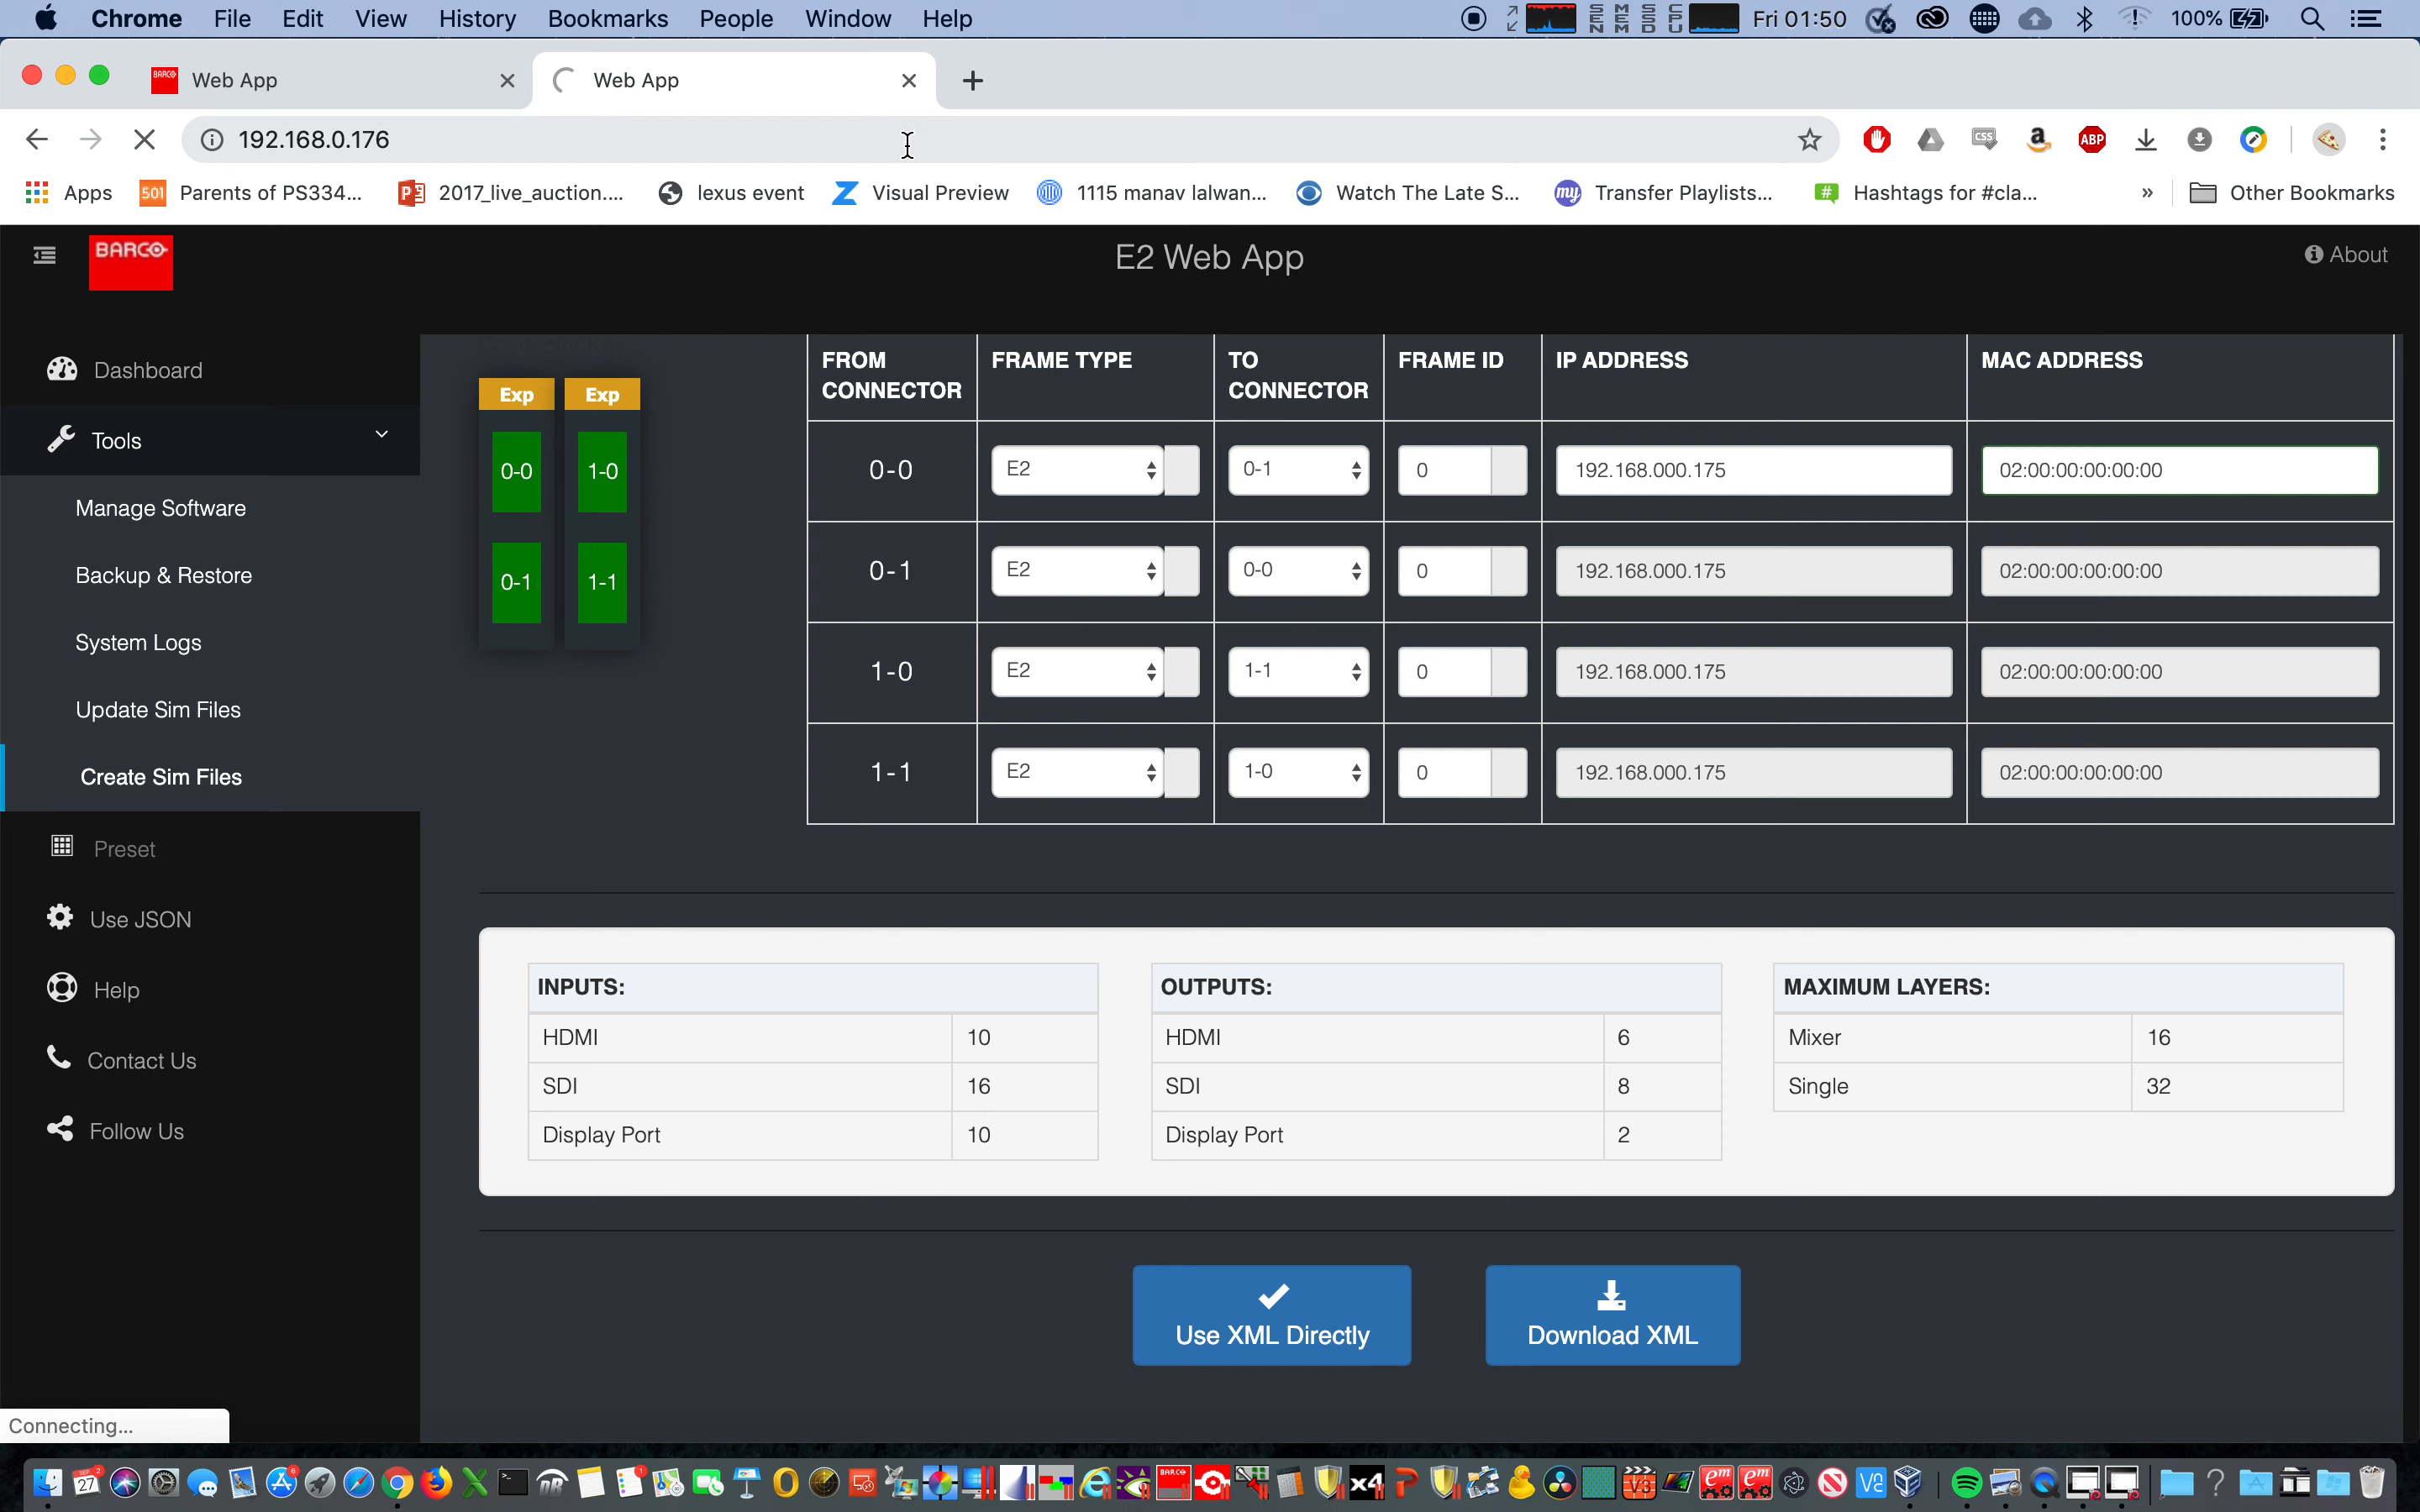 Chrome File Edit View History Bookmarks People Window Help Fri 01:50 100%
Web App Web App
192.168.0.176
Apps Parents of PS334... 2017_live_auction.... lexus event Visual Preview 1115 manav lalwan... Watch The Late S... Transfer Playlists... Hashtags for #cla... » Other Bookmarks
BARCO E2 Web App About
Dashboard
Tools
Manage Software
Backup & Restore
System Logs
Update Sim Files
Create Sim Files
Preset
Use JSON
Help
Contact Us
Follow Us
Exp Exp
0-0 1-0
0-1 1-1
FROM CONNECTOR FRAME TYPE TO CONNECTOR FRAME ID IP ADDRESS MAC ADDRESS
0-0 E2 0-1 0 192.168.000.175 02:00:00:00:00:00
0-1 E2 0-0 0 192.168.000.175 02:00:00:00:00:00
1-0 E2 1-1 0 192.168.000.175 02:00:00:00:00:00
1-1 E2 1-0 0 192.168.000.175 02:00:00:00:00:00
INPUTS:
HDMI 10
SDI 16
Display Port 10
OUTPUTS:
HDMI 6
SDI 8
Display Port 2
MAXIMUM LAYERS:
Mixer 16
Single 32
Use XML Directly
Download XML
Connecting...